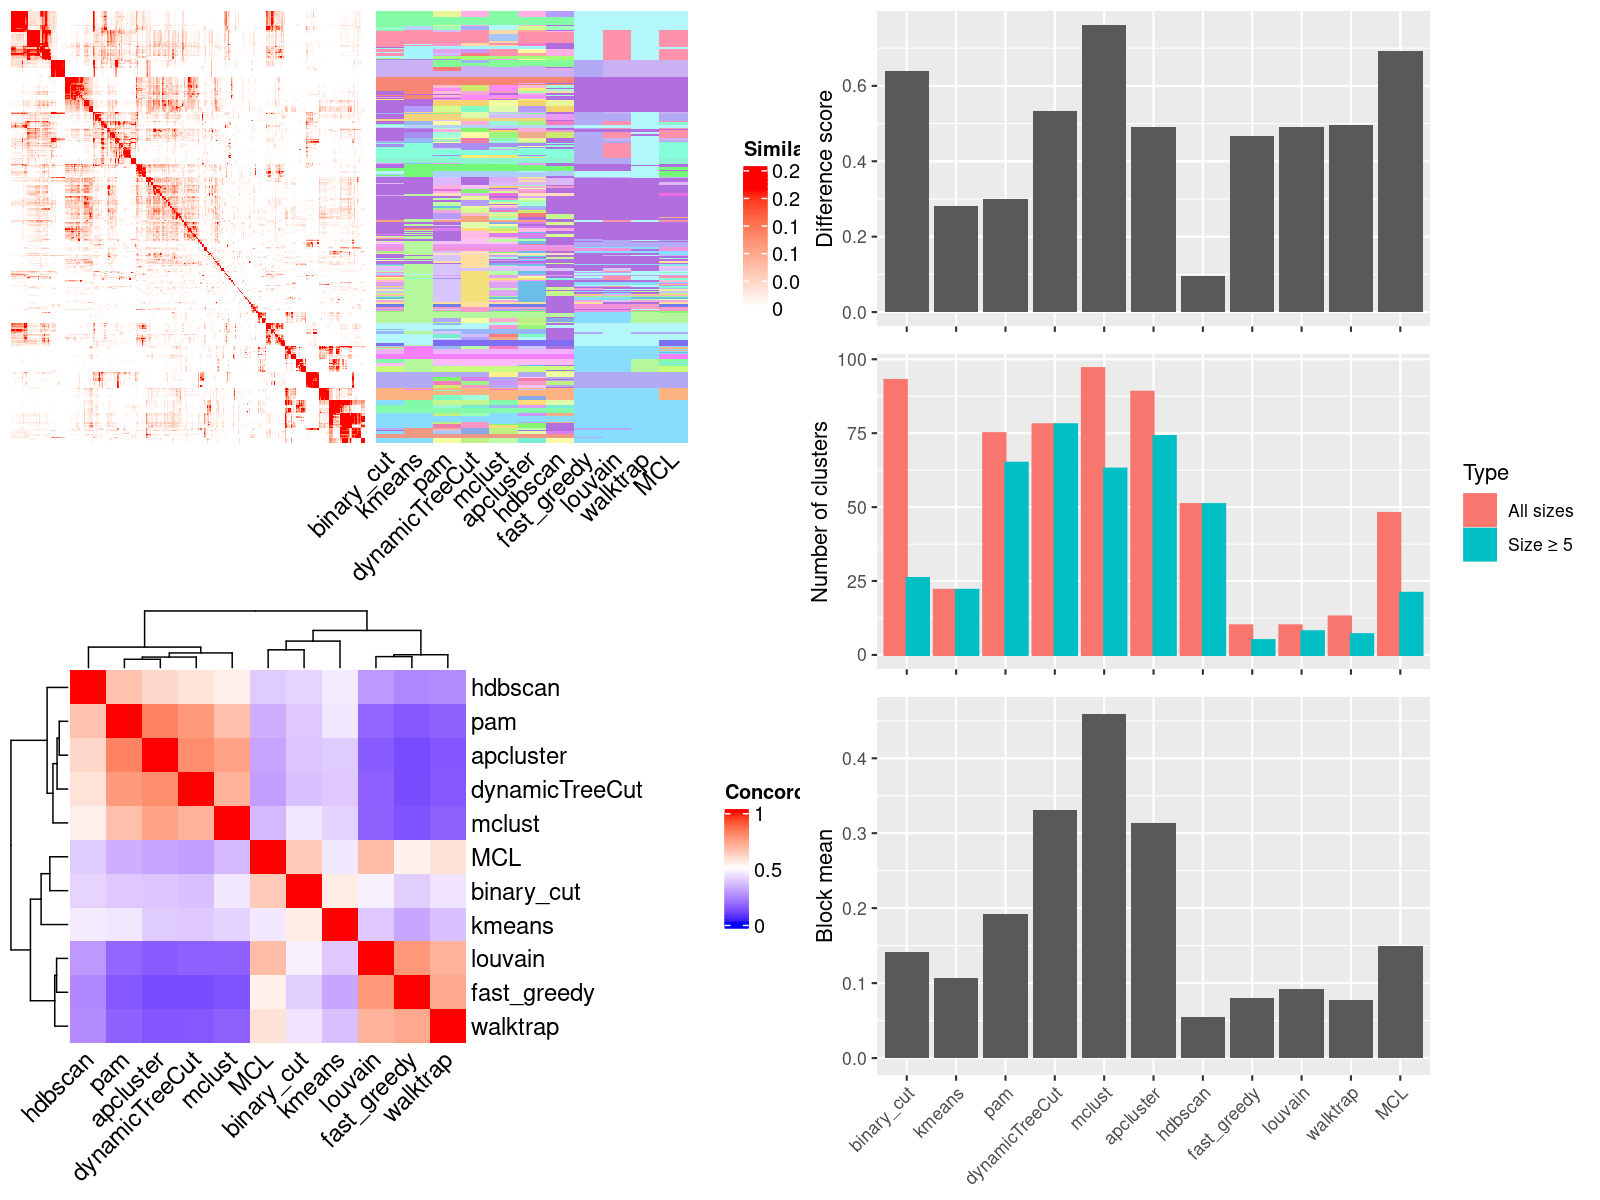 Simila
0.2
0.2
0.1
0.1
0.0
0
binary_cut
kmeans
pam
dynamicTreeCut
mclust
apcluster
hdbscan
fast_greedy
louvain
walktrap
MCL
hdbscan
pam
apcluster
dynamicTreeCut
mclust
MCL
binary_cut
kmeans
louvain
fast_greedy
walktrap
hdbscan
pam
apcluster
dynamicTreeCut
mclust
MCL
binary_cut
kmeans
louvain
fast_greedy
walktrap
Concord
1
0.5
0
Difference score
0.6
0.4
0.2
0.0
Number of clusters
100
75
50
25
0
Type
All sizes
Size ≥ 5
Block mean
0.4
0.3
0.2
0.1
0.0
binary_cut
kmeans
pam
dynamicTreeCut
mclust
apcluster
hdbscan
fast_greedy
louvain
walktrap
MCL